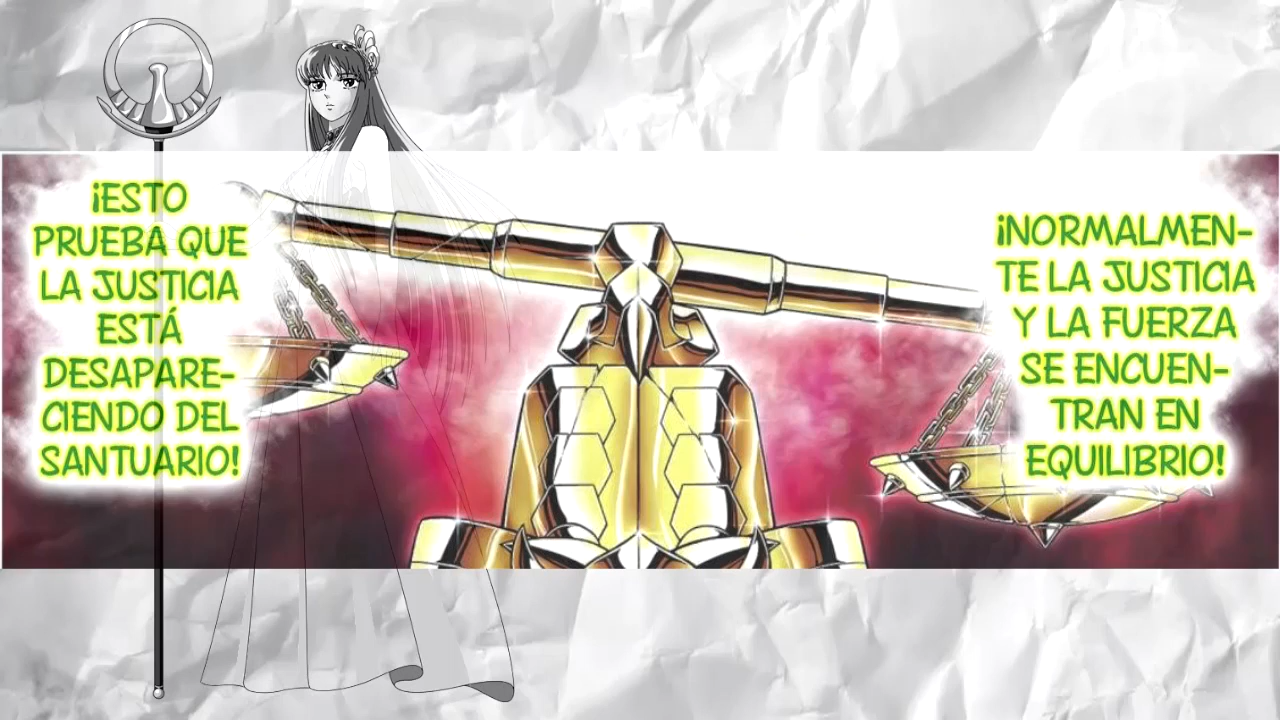 ¡ESTO
PRUEBA QUE
LA JUSTICIA
ESTÁ
DESAPARE-
CIENDO DEL
SANTUARIO!
¡NORMALMEN-
TE LA JUSTICIA
Y LA FUERZA
SE ENCUEN-
TRAN EN
EQUILIBRIO!